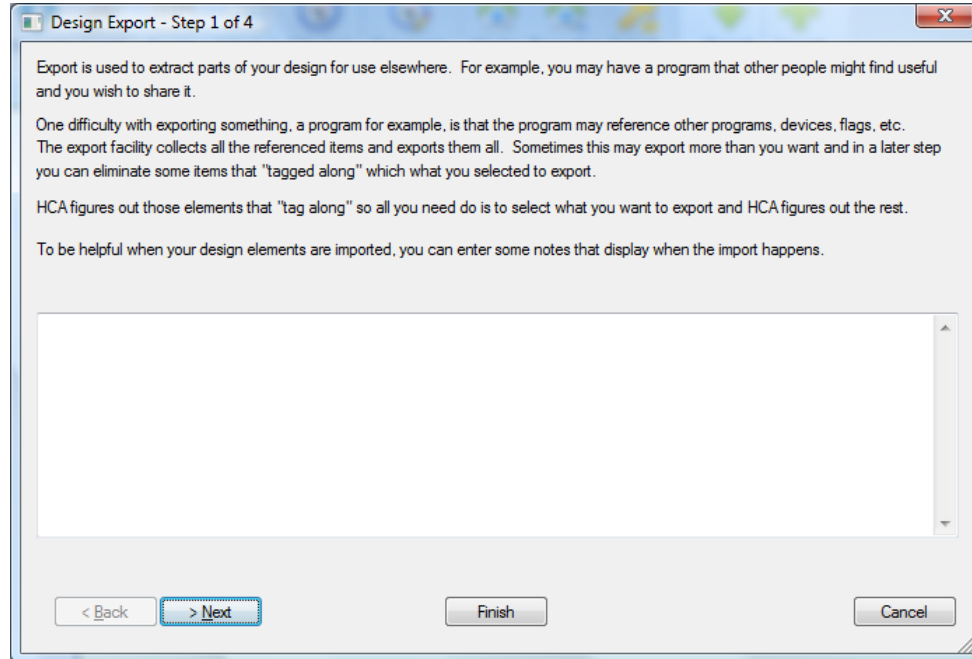 Design Export - Step 1 of 4
Export is used to extract parts of your design for use elsewhere.  For example, you may have a program that other people might find useful
and you wish to share it.
One difficulty with exporting something, a program for example, is that the program may reference other programs, devices, flags, etc.
The export facility collects all the referenced items and exports them all.  Sometimes this may export more than you want and in a later step
you can eliminate some items that "tagged along" which what you selected to export.
HCA figures out those elements that "tag along" so all you need do is to select what you want to export and HCA figures out the rest.
To be helpful when your design elements are imported, you can enter some notes that display when the import happens.
< Back
> Next
Finish
Cancel